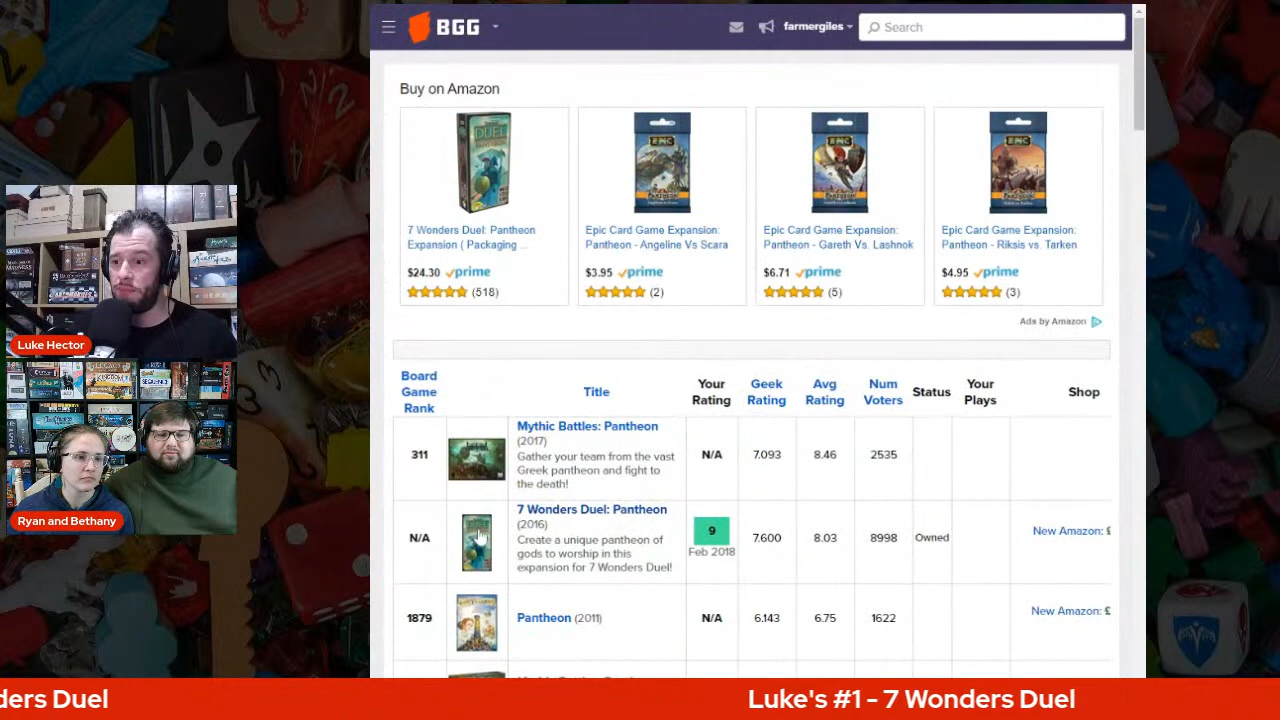 BGG
farmergiles
Search
Buy on Amazon
7 Wonders Duel: Pantheon
Expansion ( Packaging ...
$24.30 prime
(518)
Epic Card Game Expansion:
Pantheon - Angeline Vs Scara
$3.95 prime
(2)
Epic Card Game Expansion:
Pantheon - Gareth Vs. Lashnok
$6.71 prime
(5)
Epic Card Game Expansion:
Pantheon - Riksis vs. Tarken
$4.95 prime
(3)
Ads by Amazon
Board
Game
Rank
Title
Your
Rating
Geek
Rating
Avg
Rating
Num
Voters
Status
Your
Plays
Shop
311
Mythic Battles: Pantheon
(2017)
Gather your team from the vast
Greek pantheon and fight to
the death!
N/A
7.093
8.46
2535
N/A
7 Wonders Duel: Pantheon
(2016)
Create a unique pantheon of
gods to worship in this
expansion for 7 Wonders Duel!
9
Feb 2018
7.600
8.03
8998
Owned
New Amazon: £
1879
Pantheon (2011)
N/A
6.143
6.75
1622
New Amazon: £
Luke Hector
KINGDOM
SEQUENCE
Ryan and Bethany
ders Duel
Luke's #1 - 7 Wonders Duel